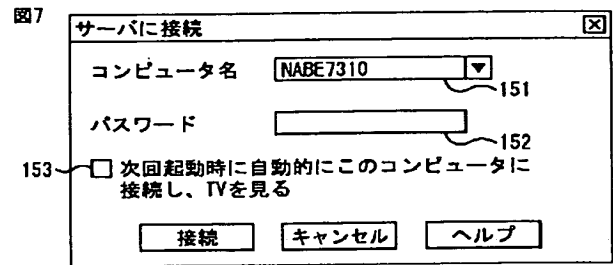 図7
サーバに接続
コンピュータ名 NABE7310
151
パスワード
152
153 次回起動時に自動的にこのコンピュータに
接続し、TVを見る
接続 キャンセル ヘルプ